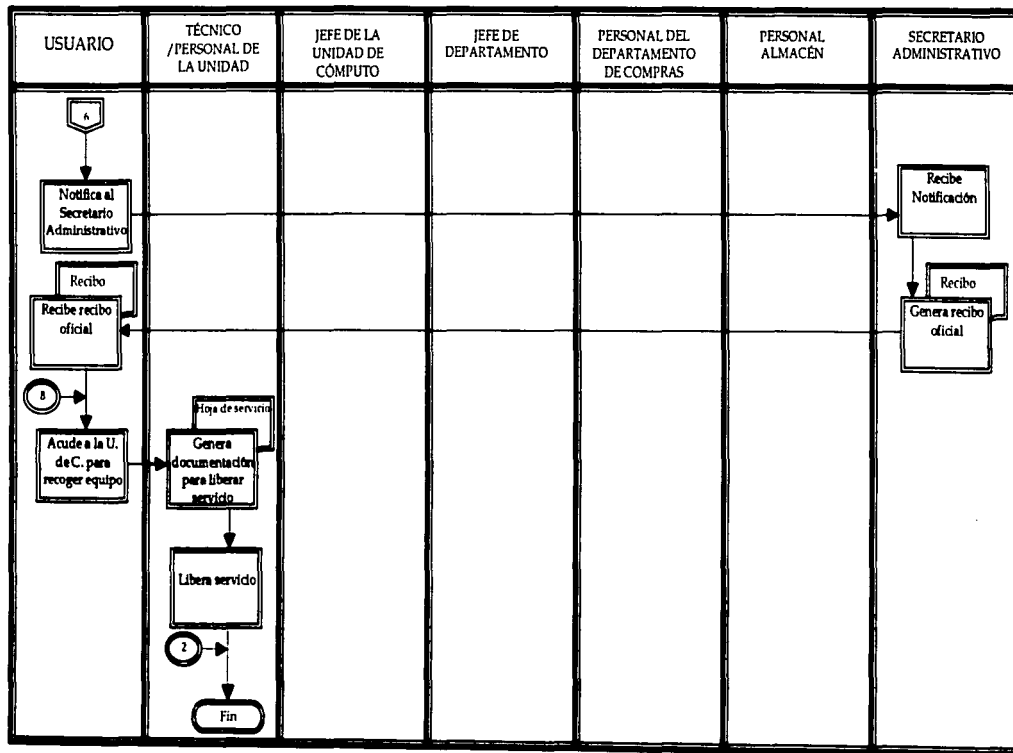 USUARIO
TÉCNICO
/PERSONAL DE
LA UNIDAD
JEFE DE LA
UNIDAD DE
CÓMPUTO
JEFE DE
DEPARTAMENTO
PERSONAL DEL
DEPARTAMENTO
DE COMPRAS
PERSONAL
ALMACÉN
SECRETARIO
ADMINISTRATIVO
6
Notifica al
Secretario
Administrativo
Recibe
Notificación
Recibo
Recibe recibo
oficial
Recibo
Genera recibo
oficial
8
Hoja de servicio
Acude a la U.
de C. para
recoger equipo
Genera
documentación
para liberar
servicio
Libera servicio
2
Fin